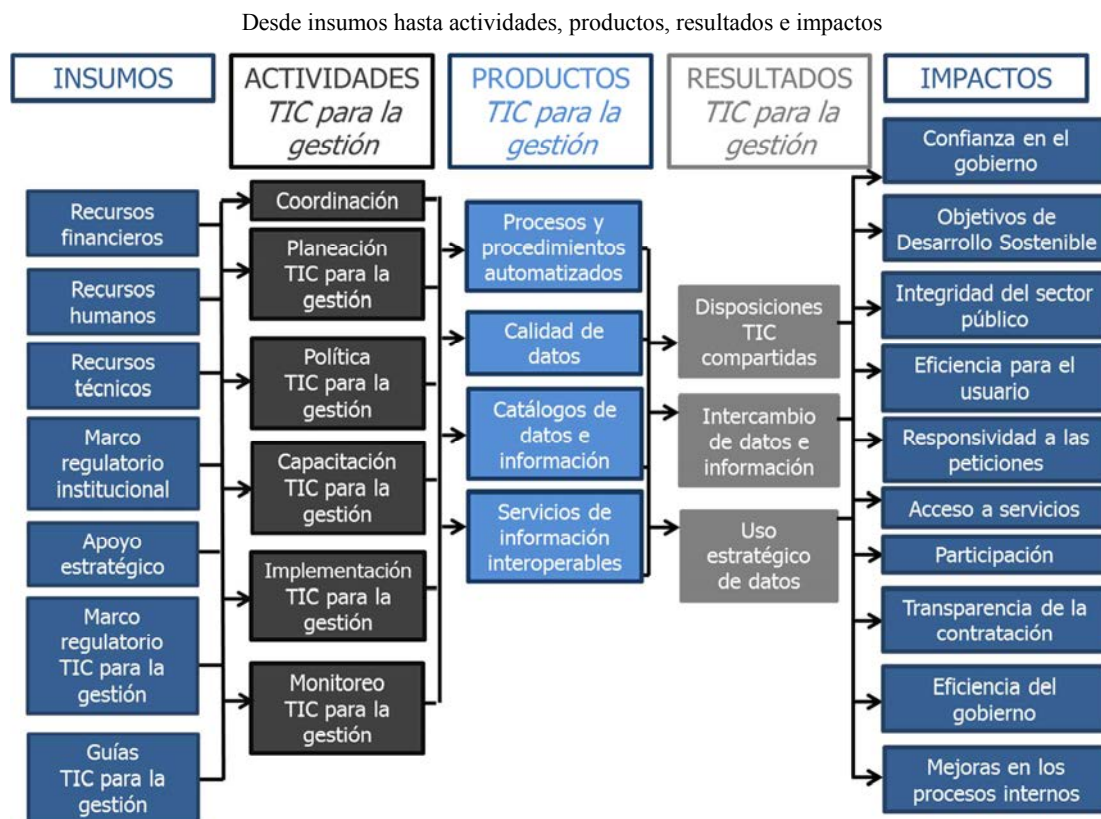 Desde insumos hasta actividades, productos, resultados e impactos
INSUMOS
ACTIVIDADES
TIC para la
gestión
PRODUCTOS
TIC para la
gestión
RESULTADOS
TIC para la
gestión
IMPACTOS
Recursos
financieros
Recursos
humanos
Recursos
técnicos
Marco
regulatorio
institucional
Apoyo
estratégico
Marco
regulatorio
TIC para la
gestión
Guías
TIC para la
gestión
Coordinación
Planeación
TIC para la
gestión
Política
TIC para la
gestión
Capacitación
TIC para la
gestión
Implementación
TIC para la
gestión
Monitoreo
TIC para la
gestión
Procesos y
procedimientos
automatizados
Calidad de
datos
Catálogos de
datos e
información
Servicios de
información
interoperables
Disposiciones
TIC
compartidas
Intercambio
de datos e
información
Uso
estratégico
de datos
Confianza en el
gobierno
Objetivos de
Desarrollo Sostenible
Integridad del sector
público
Eficiencia para el
usuario
Responsividad a las
peticiones
Acceso a servicios
Participación
Transparencia de la
contratación
Eficiencia del
gobierno
Mejoras en los
procesos internos